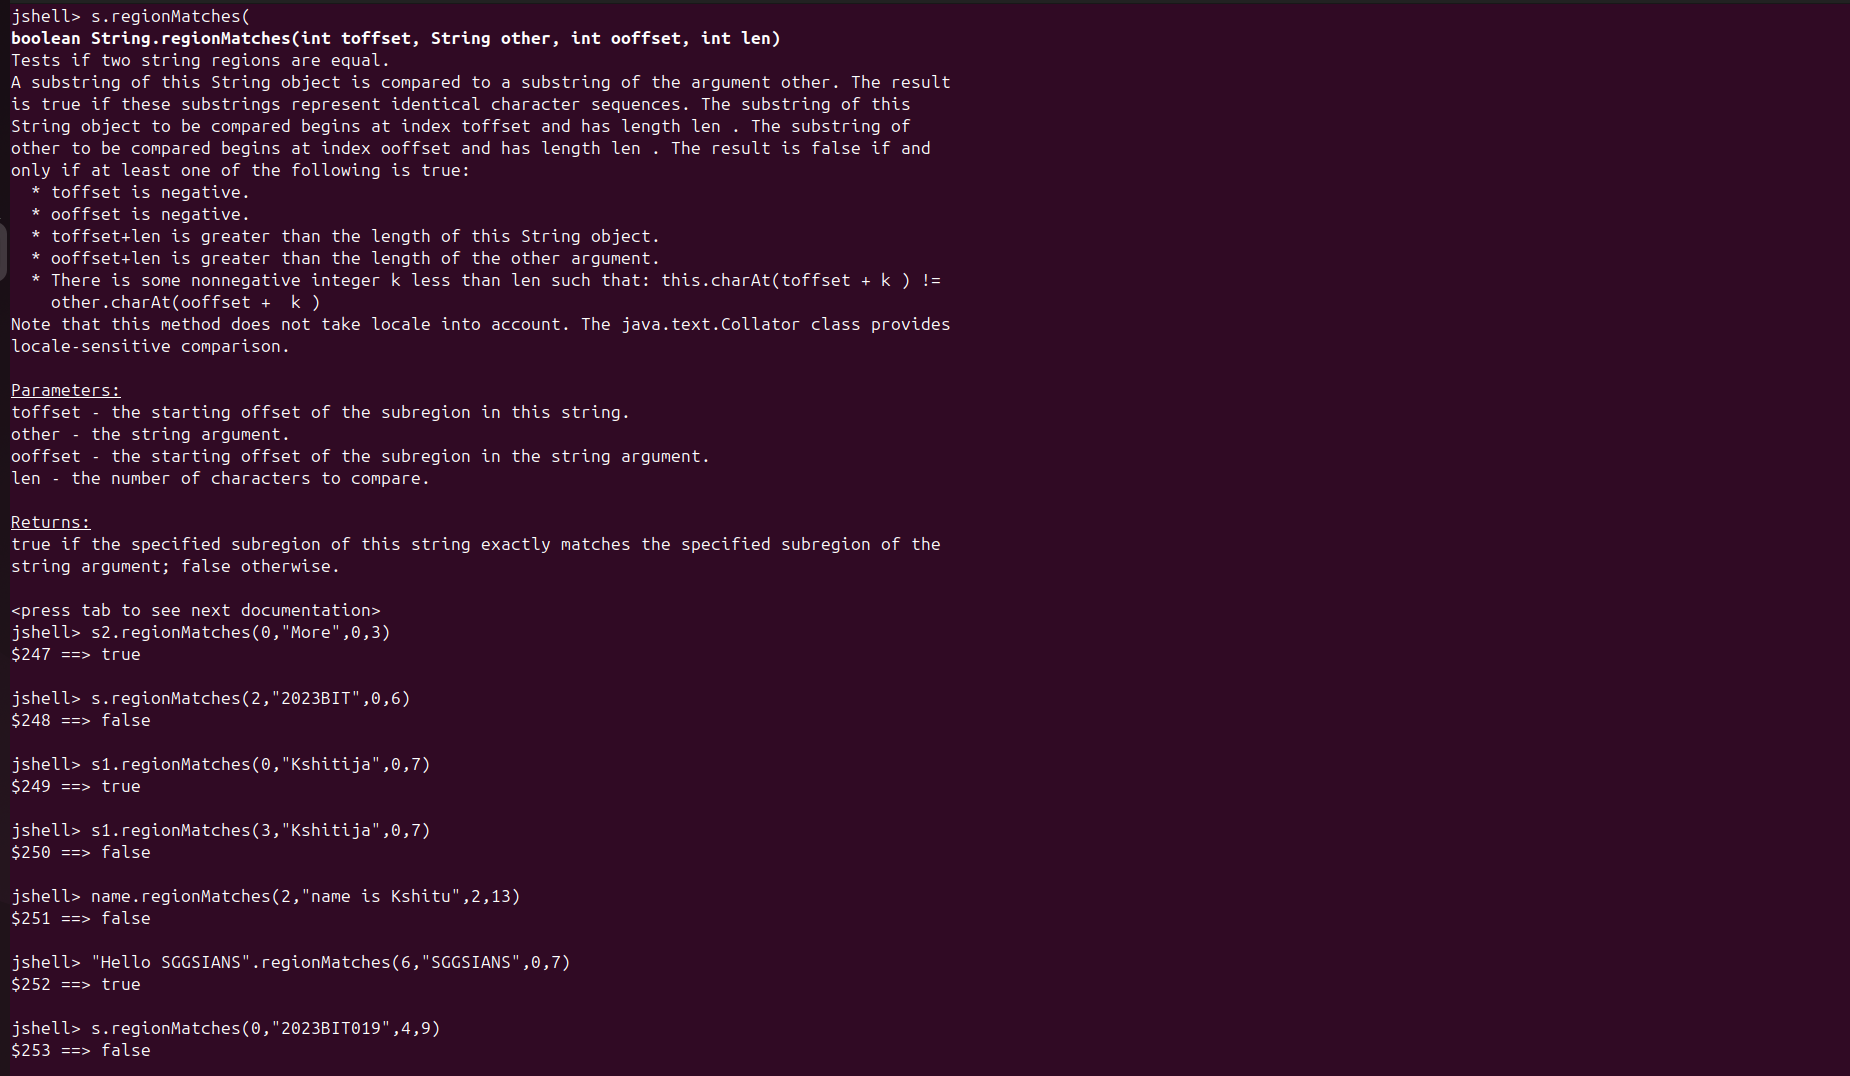 jshell> s.regionMatches(
boolean String.regionMatches(int toffset, String other, int ooffset, int len)
Tests if two string regions are equal.
A substring of this String object is compared to a substring of the argument other. The result
is true if these substrings represent identical character sequences. The substring of this
String object to be compared begins at index toffset and has length len . The substring of
other to be compared begins at index ooffset and has length len . The result is false if and
only if at least one of the following is true:
  * toffset is negative.
  * ooffset is negative.
  * toffset+len is greater than the length of this String object.
  * ooffset+len is greater than the length of the other argument.
  * There is some nonnegative integer k less than len such that: this.charAt(toffset + k ) !=
    other.charAt(ooffset +  k )
Note that this method does not take locale into account. The java.text.Collator class provides
locale-sensitive comparison.

Parameters:
toffset - the starting offset of the subregion in this string.
other - the string argument.
ooffset - the starting offset of the subregion in the string argument.
len - the number of characters to compare.

Returns:
true if the specified subregion of this string exactly matches the specified subregion of the
string argument; false otherwise.

<press tab to see next documentation>
jshell> s2.regionMatches(0,"More",0,3)
$247 ==> true

jshell> s.regionMatches(2,"2023BIT",0,6)
$248 ==> false

jshell> s1.regionMatches(0,"Kshitija",0,7)
$249 ==> true

jshell> s1.regionMatches(3,"Kshitija",0,7)
$250 ==> false

jshell> name.regionMatches(2,"name is Kshitu",2,13)
$251 ==> false

jshell> "Hello SGGSIANS".regionMatches(6,"SGGSIANS",0,7)
$252 ==> true

jshell> s.regionMatches(0,"2023BIT019",4,9)
$253 ==> false